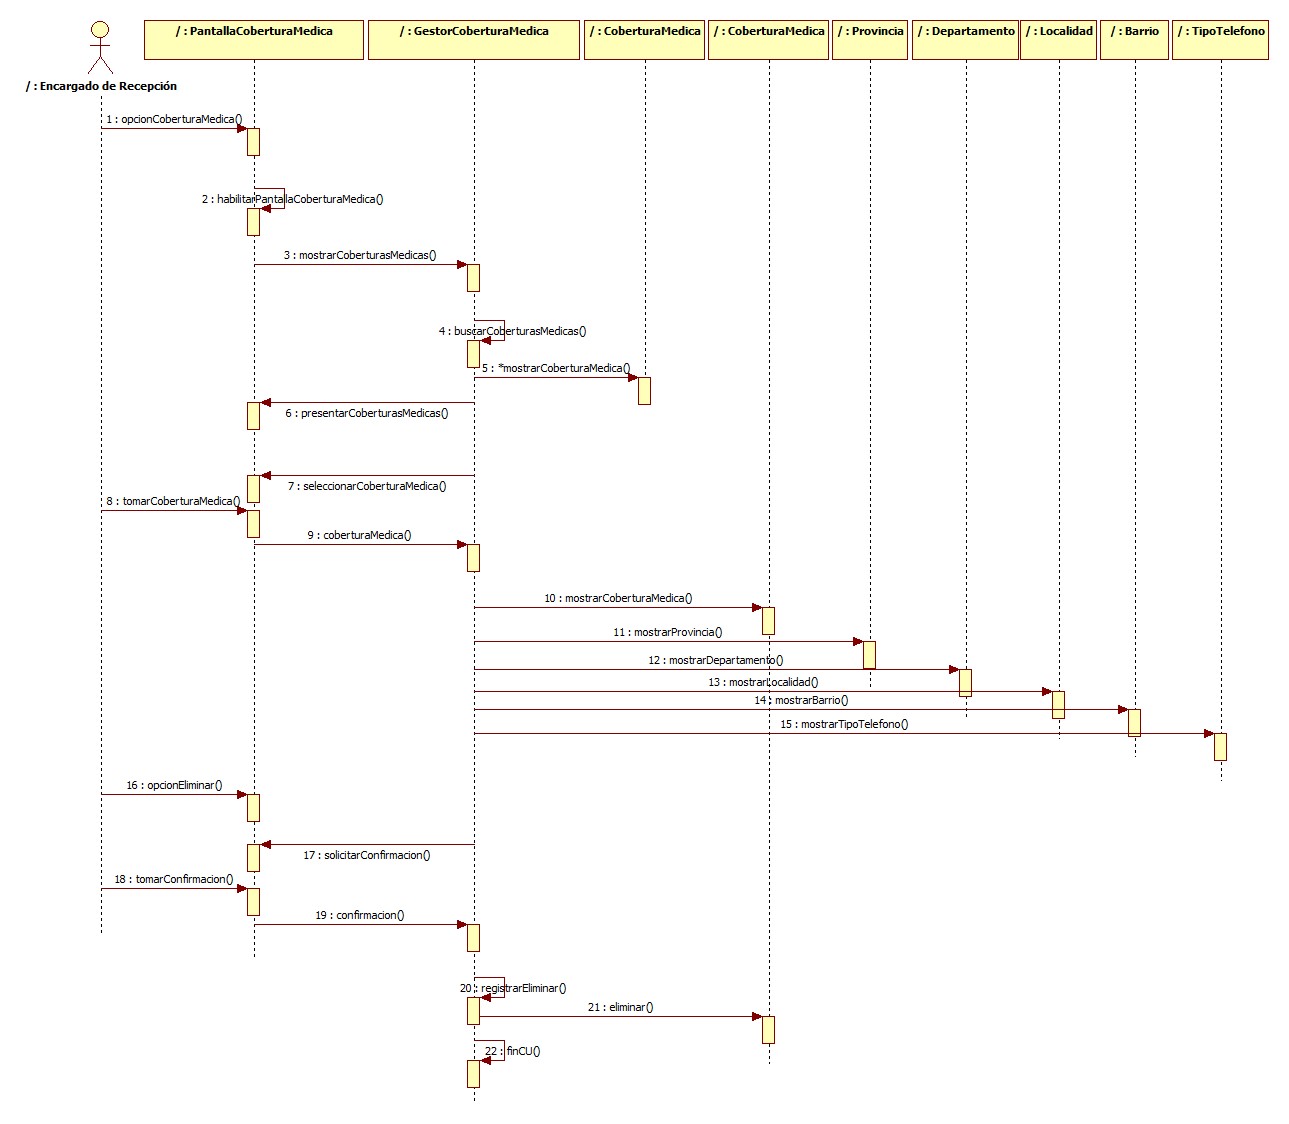 / : PantallaCoberturaMedica
/ : GestorCoberturaMedica
/ : CoberturaMedica
/ : CoberturaMedica
/ : Provincia
/ : Departamento
/ : Localidad
/ : Barrio
/ : TipoTelefono
/ : Encargado de Recepción
1 : opcionCoberturaMedica()
2 : habilitarPantallaCoberturaMedica()
3 : mostrarCoberturasMedicas()
4 : buscarCoberturasMedicas()
5 : *mostrarCoberturaMedica()
6 : presentarCoberturasMedicas()
7 : seleccionarCoberturaMedica()
8 : tomarCoberturaMedica()
9 : coberturaMedica()
10 : mostrarCoberturaMedica()
11 : mostrarProvincia()
12 : mostrarDepartamento()
13 : mostrarLocalidad()
14 : mostrarBarrio()
15 : mostrarTipoTelefono()
16 : opcionEliminar()
17 : solicitarConfirmacion()
18 : tomarConfirmacion()
19 : confirmacion()
20 : registrarEliminar()
21 : eliminar()
22 : finCU()